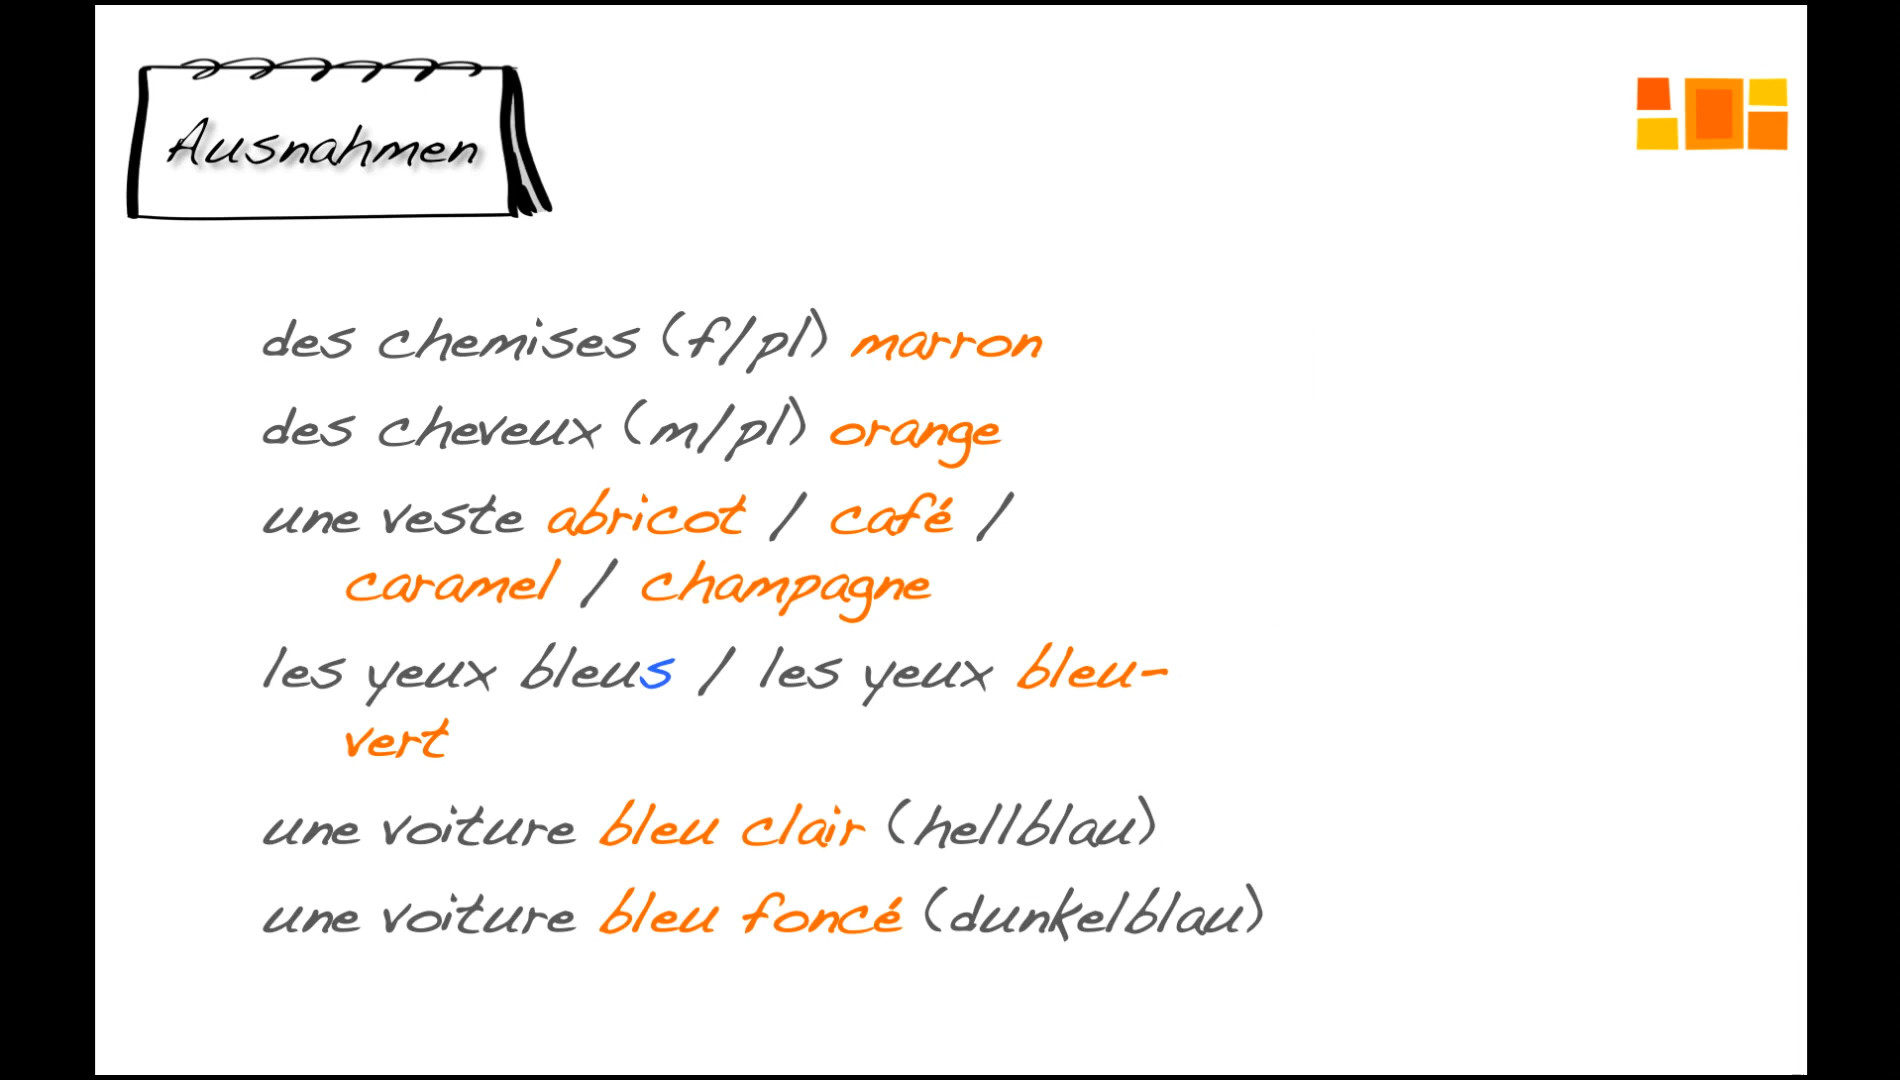 Ausnahmen
des chemises (f/pl) marron
des cheveux (m/pl) orange
une veste abricot / café /
caramel / champagne
les yeux bleus / les yeux bleu-
vert
une voiture bleu clair (hellblau)
une voiture bleu foncé (dunkelblau)